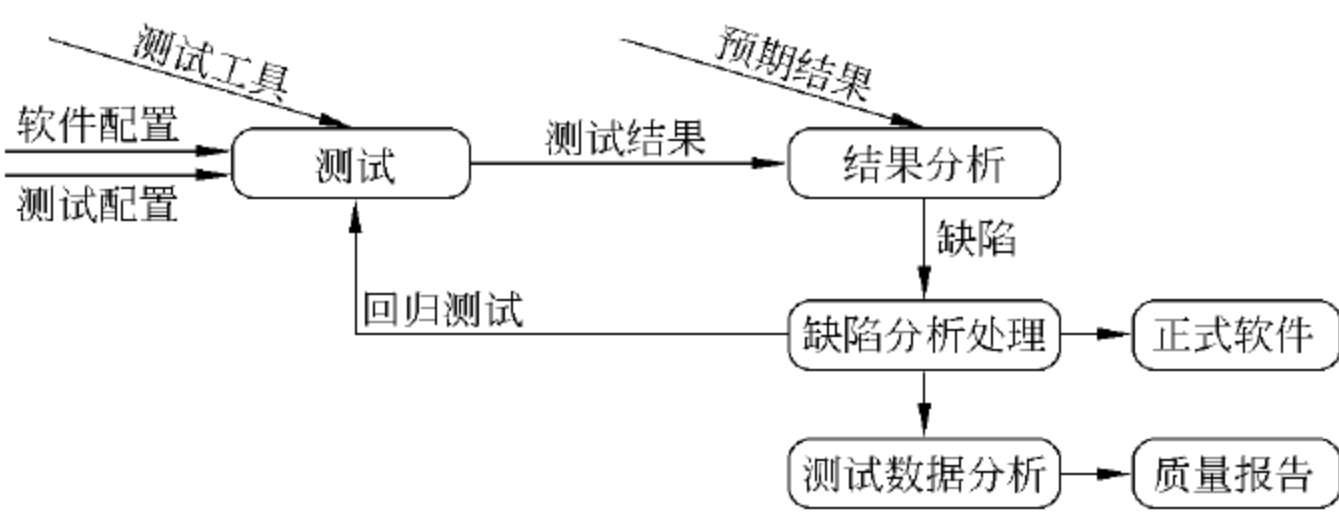 测试工具
预期结果
软件配置
测试结果
测试
结果分析
测试配置
缺陷
回归测试
缺陷分析处理
正式软件
测试数据分析
质量报告